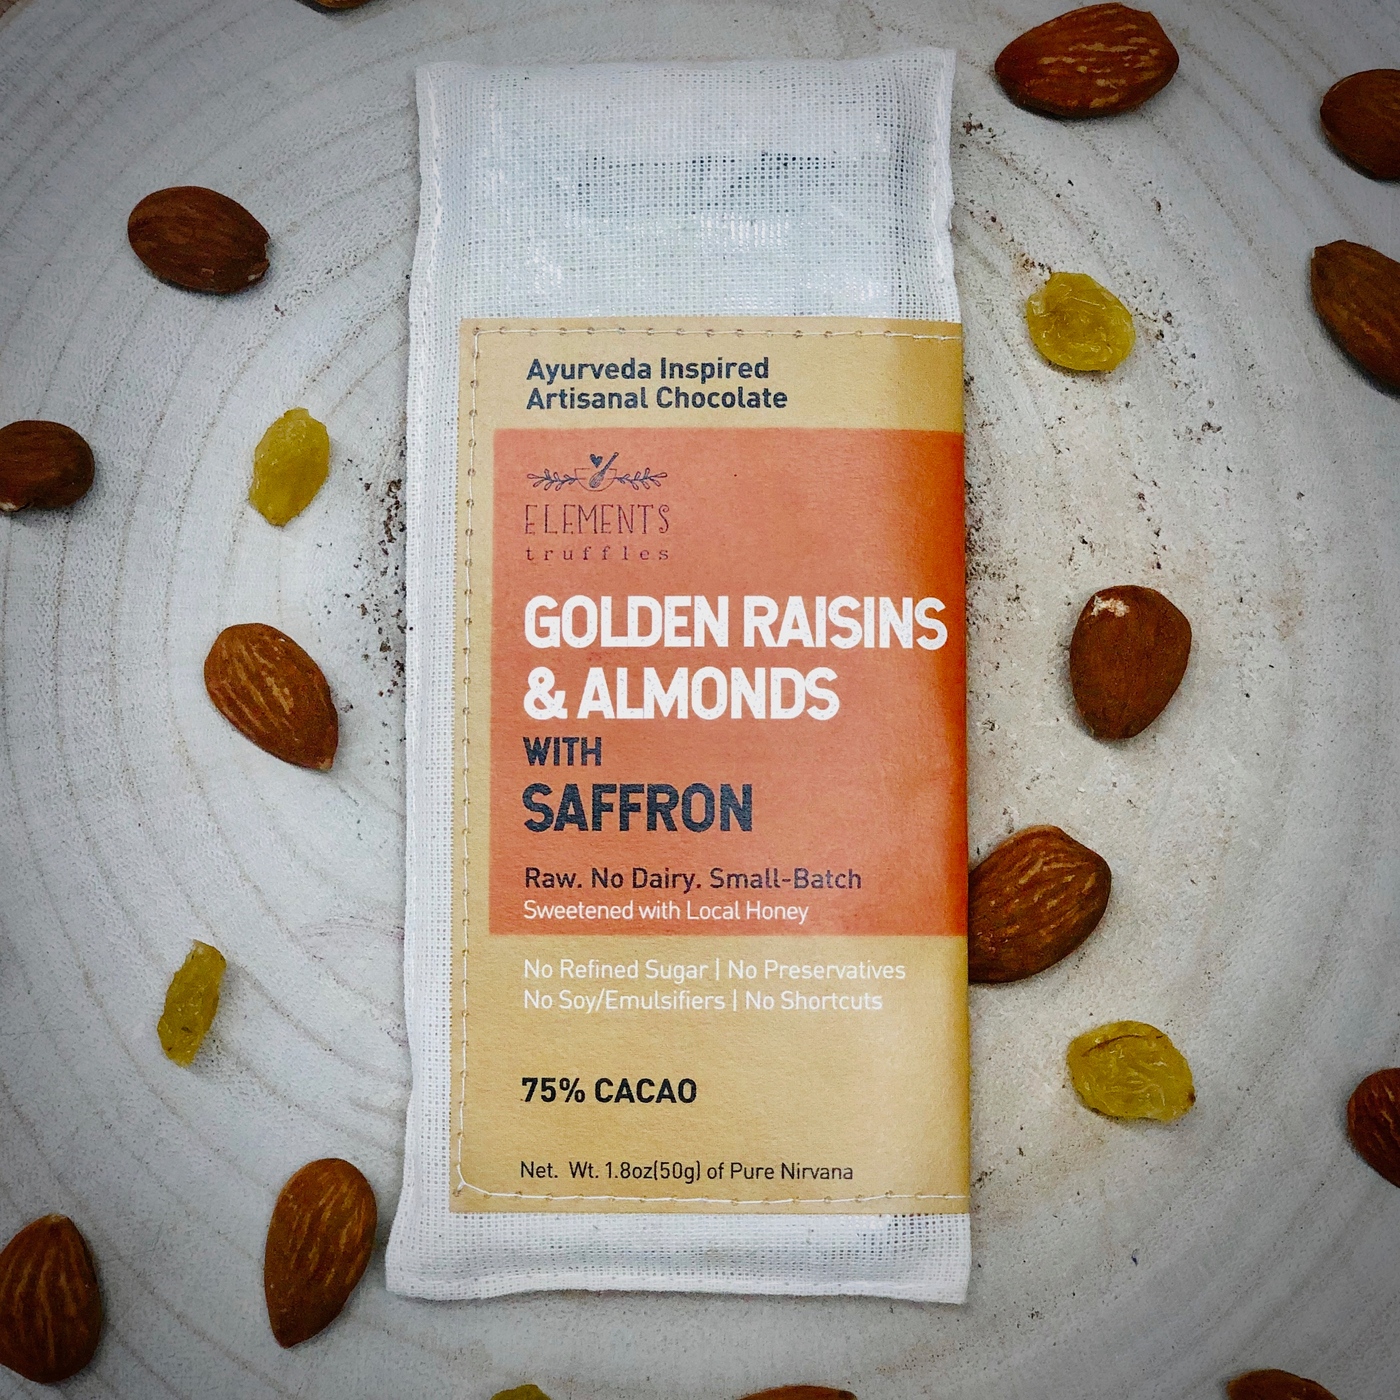 Ayurveda Inspired
Artisanal Chocolate
ELEMENTS
truffles
GOLDEN RAISINS
& ALMONDS
WITH
SAFFRON
Raw. No Dairy. Small-Batch
Sweetened with Local Honey
No Refined Sugar | No Preservatives
No Soy/Emulsifiers | No Shortcuts
75% CACAO
Net. Wt. 1.8oz(50g) of Pure Nirvana